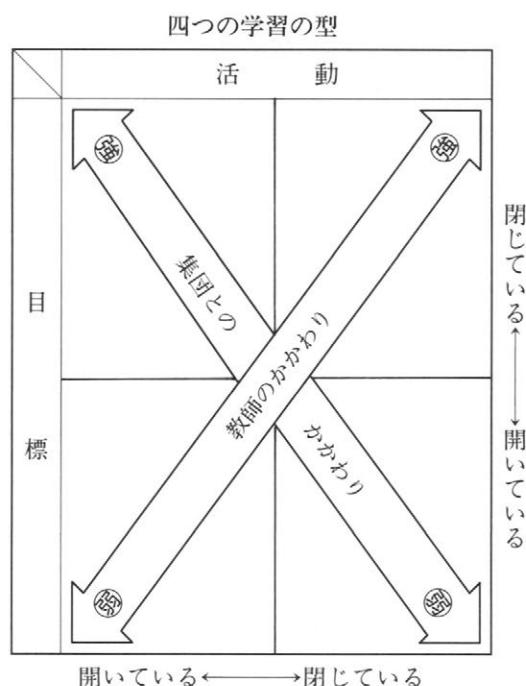 四つの学習の型
活動
目標
強
強
集団との
かかわり
教師のかかわり
弱
弱
閉じている⟷開いている
開いている⟷閉じている